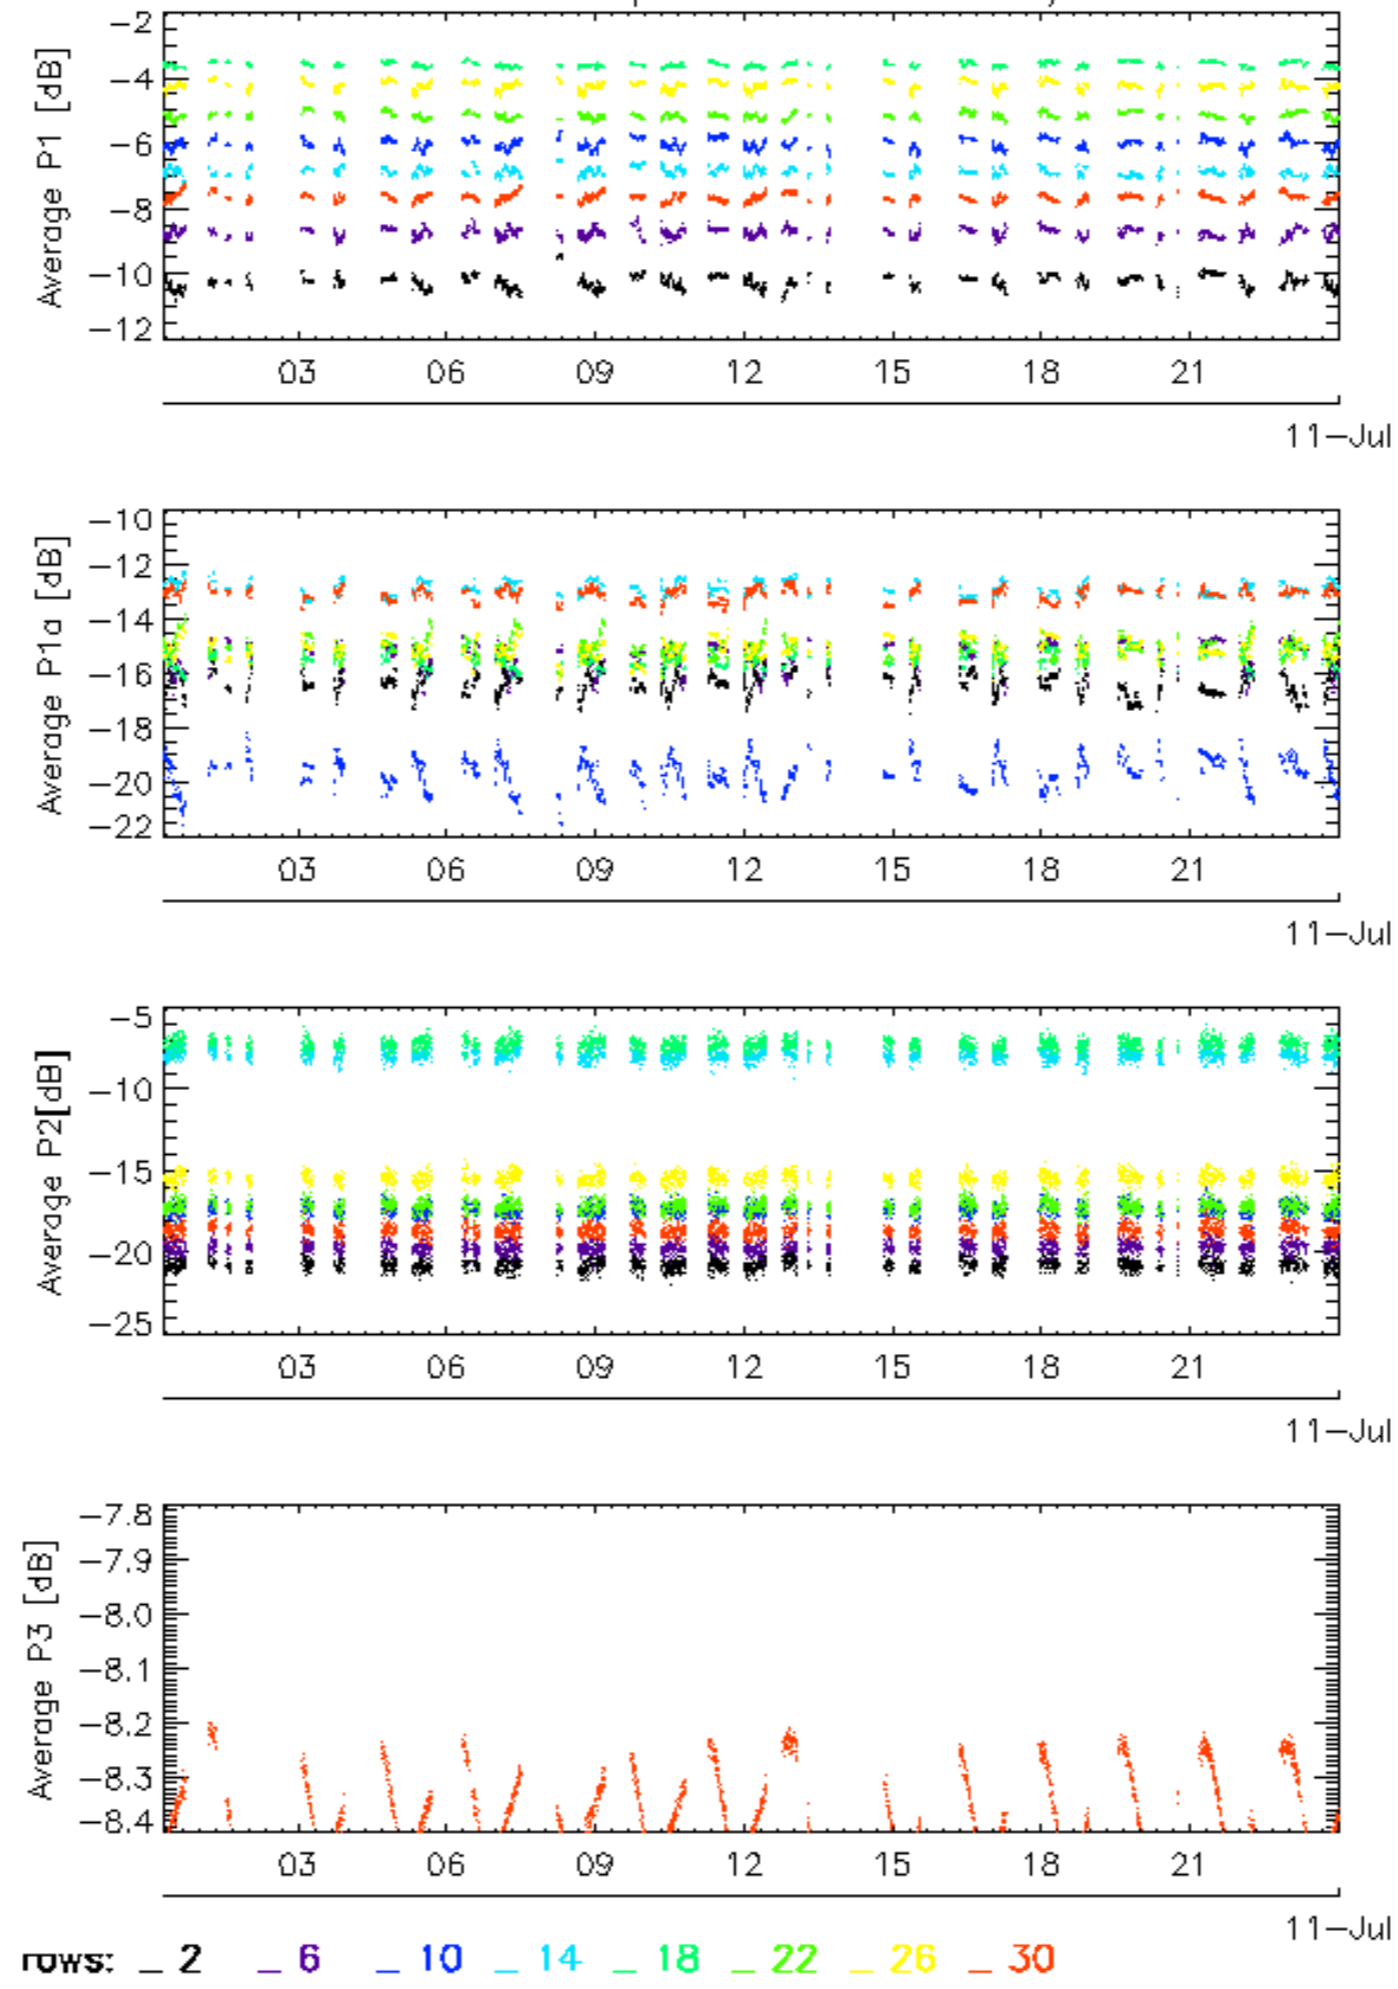 Average P1 [dB]
−2
−4
−6
−8
−10
−12
03 06 09 12 15 18 21
11−Jul
Average P1a [dB]
−10
−12
−14
−16
−18
−20
−22
03 06 09 12 15 18 21
11−Jul
Average P2[dB]
−5
−10
−15
−20
−25
03 06 09 12 15 18 21
11−Jul
Average P3 [dB]
−7.8
−7.9
−8.0
−8.1
−8.2
−8.3
−8.4
03 06 09 12 15 18 21
11−Jul
rows: _ 2 _ 6 _ 10 _ 14 _ 18 _ 22 _ 26 _ 30